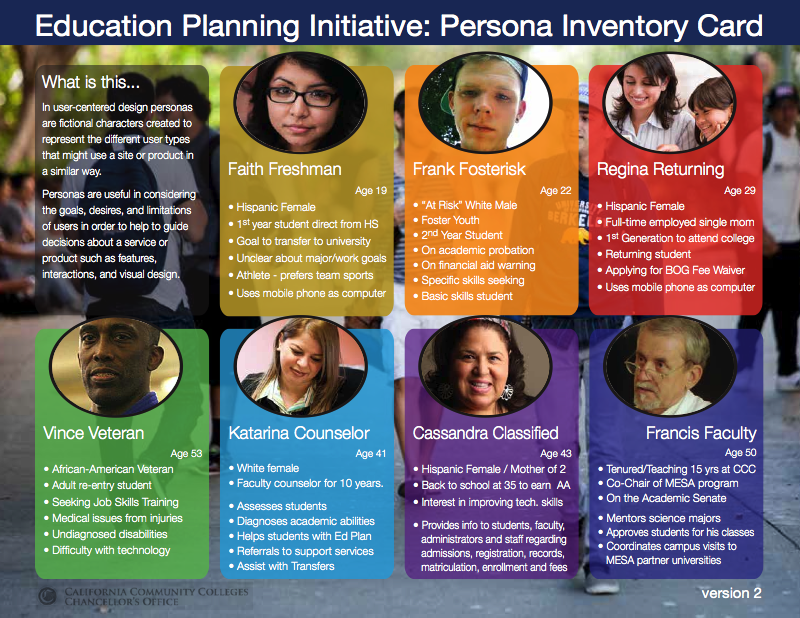 Education Planning Initiative: Persona Inventory Card
What is this...
In user-centered design personas
are fictional characters created to
represent the different user types
that might use a site or product in
a similar way.
Personas are useful in considering
the goals, desires, and limitations
of users in order to help to guide
decisions about a service or
product such as features,
interactions, and visual design.
Faith Freshman
Age 19
• Hispanic Female
• 1st year student direct from HS
• Goal to transfer to university
• Unclear about major/work goals
• Athlete - prefers team sports
• Uses mobile phone as computer
Frank Fosterisk
Age 22
• “At Risk” White Male
• Foster Youth
• 2nd Year Student
• On academic probation
• On financial aid warning
• Specific skills seeking
• Basic skills student
Regina Returning
Age 29
• Hispanic Female
• Full-time employed single mom
• 1st Generation to attend college
• Returning student
• Applying for BOG Fee Waiver
• Uses mobile phone as computer
Vince Veteran
Age 53
• African-American Veteran
• Adult re-entry student
• Seeking Job Skills Training
• Medical issues from injuries
• Undiagnosed disabilities
• Difficulty with technology
Katarina Counselor
Age 41
• White female
• Faculty counselor for 10 years.
• Assesses students
• Diagnoses academic abilities
• Helps students with Ed Plan
• Referrals to support services
• Assist with Transfers
Cassandra Classified
Age 43
• Hispanic Female / Mother of 2
• Back to school at 35 to earn AA
• Interest in improving tech. skills
• Provides info to students, faculty,
administrators and staff regarding
admissions, registration, records,
matriculation, enrollment and fees
Francis Faculty
Age 50
• Tenured/Teaching 15 yrs at CCC
• Co-Chair of MESA program
• On the Academic Senate
• Mentors science majors
• Approves students for his classes
• Coordinates campus visits to
MESA partner universities
California Community Colleges
Chancellor's Office
version 2